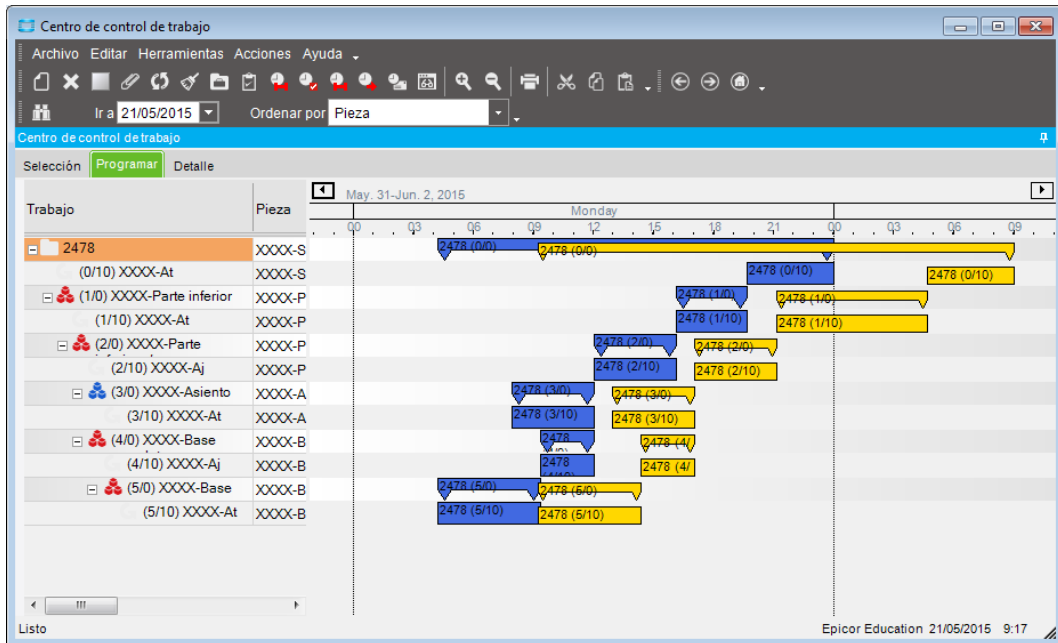 Centro de control de trabajo
Archivo Editar Herramientas Acciones Ayuda
Ir a 21/05/2015 Ordenar por Pieza
Centro de control de trabajo
Selección Programar Detalle
Trabajo Pieza May. 31-Jun. 2, 2015
Monday
00 03 06 09 12 15 18 21 00 03 06 09
2478 XXXX-S 2478 (0/0) 2478 (0/0)
(0/10) XXXX-At XXXX-S 2478 (0/10) 2478 (0/10)
(1/0) XXXX-Parte inferior XXXX-P 2478 (1/0) 2478 (1/0)
(1/10) XXXX-At XXXX-P 2478 (1/10) 2478 (1/10)
(2/0) XXXX-Parte XXXX-P 2478 (2/0) 2478 (2/0)
(2/10) XXXX-Aj XXXX-P 2478 (2/10) 2478 (2/10)
(3/0) XXXX-Asiento XXXX-A 2478 (3/0) 2478 (3/0)
(3/10) XXXX-At XXXX-A 2478 (3/10) 2478 (3/10)
(4/0) XXXX-Base XXXX-B 2478 2478 (4/
(4/10) XXXX-Aj XXXX-B 2478 2478 (4/
(5/0) XXXX-Base XXXX-B 2478 (5/0) 2478 (5/0)
(5/10) XXXX-At XXXX-B 2478 (5/10) 2478 (5/10)
Listo Epicor Education 21/05/2015 9:17